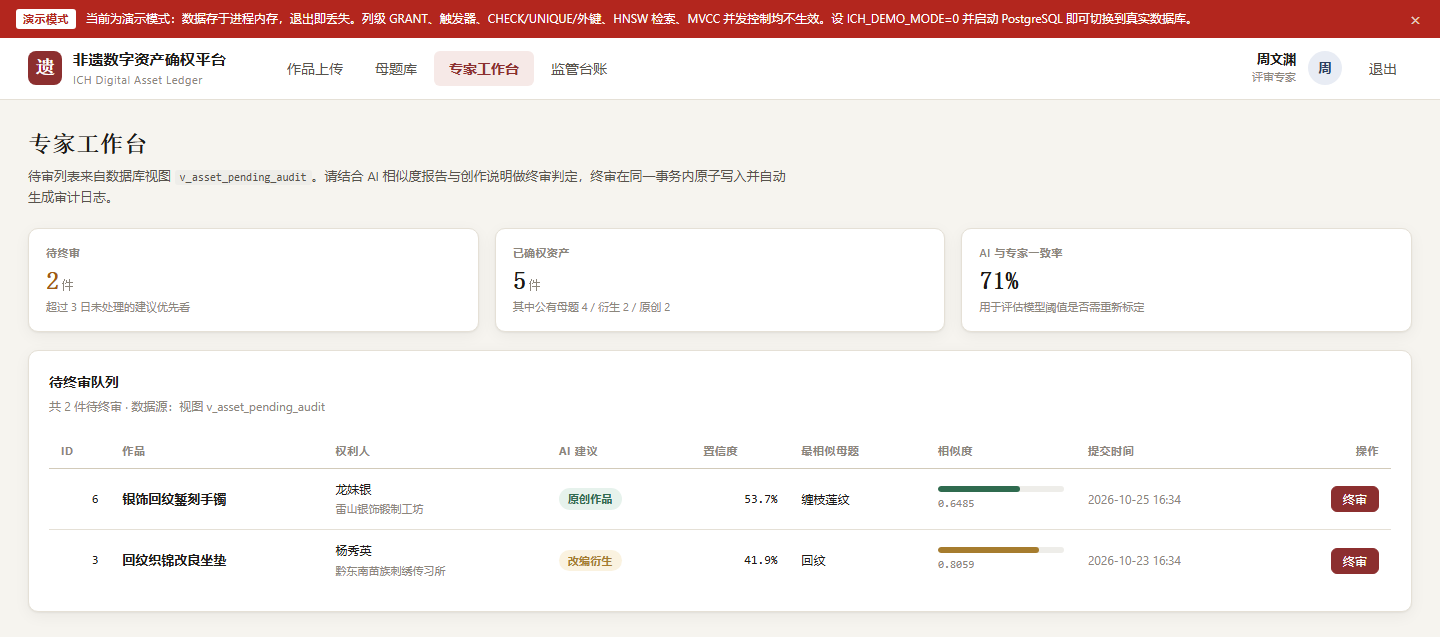 演示模式 当前为演示模式：数据存于进程内存，退出即丢失。列级 GRANT、触发器、CHECK/UNIQUE/外键、HNSW 检索、MVCC 并发控制均不生效。设 ICH_DEMO_MODE=0 并启动 PostgreSQL 即可切换到真实数据库。 ×
遗 非遗数字资产确权平台
ICH Digital Asset Ledger
作品上传 母题库 专家工作台 监管台账
周文渊
评审专家
周 退出
专家工作台
待审列表来自数据库视图 v_asset_pending_audit 。请结合 AI 相似度报告与创作说明做终审判定，终审在同一事务内原子写入并自动
生成审计日志。
待终审
2 件
超过 3 日未处理的建议优先看
已确权资产
5 件
其中公有母题 4 / 衍生 2 / 原创 2
AI 与专家一致率
71%
用于评估模型阈值是否需重新标定
待终审队列
共 2 件待终审 · 数据源：视图 v_asset_pending_audit
ID 作品 权利人 AI 建议 置信度 最相似母题 相似度 提交时间 操作
6 银饰回纹錾刻手镯 龙妹银 原创作品 53.7% 缠枝莲纹 2026-10-25 16:34 终审
雷山银饰锻制工坊 0.6485
3 回纹织锦改良坐垫 杨秀英 改编衍生 41.9% 回纹 2026-10-23 16:34 终审
黔东南苗族刺绣传习所 0.8059